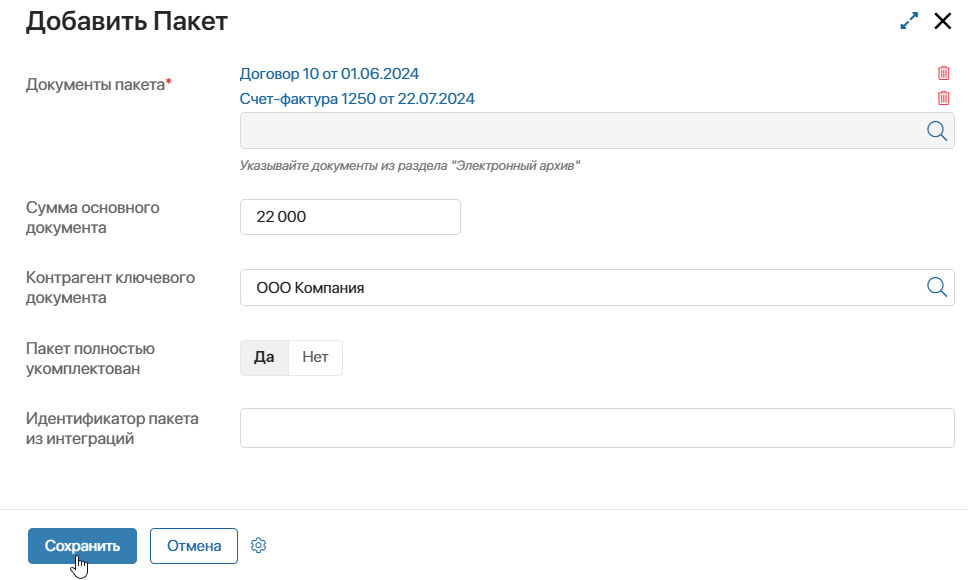 Добавить Пакет
Документы пакета*
Договор 10 от 01.06.2024
Счет-фактура 1250 от 22.07.2024
Указывайте документы из раздела "Электронный архив"
Сумма основного
документа
22 000
Контрагент ключевого
документа
ООО Компания
Пакет полностью
укомплектован
Да
Нет
Идентификатор пакета
из интеграций
Сохранить
Отмена